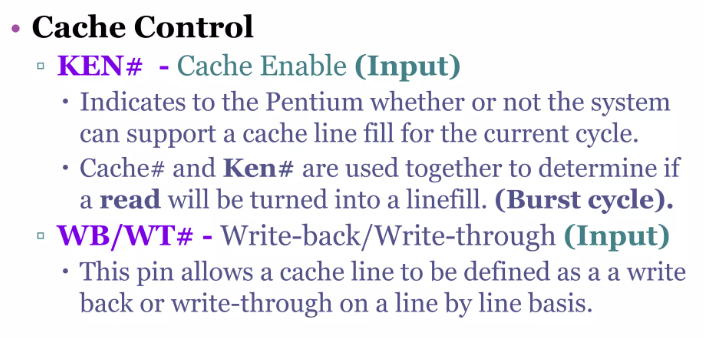 • Cache Control
▫ KEN# - Cache Enable (Input)
• Indicates to the Pentium whether or not the system
can support a cache line fill for the current cycle.
• Cache# and Ken# are used together to determine if
a read will be turned into a linefill. (Burst cycle).
▫ WB/WT# - Write-back/Write-through (Input)
• This pin allows a cache line to be defined as a a write
back or write-through on a line by line basis.